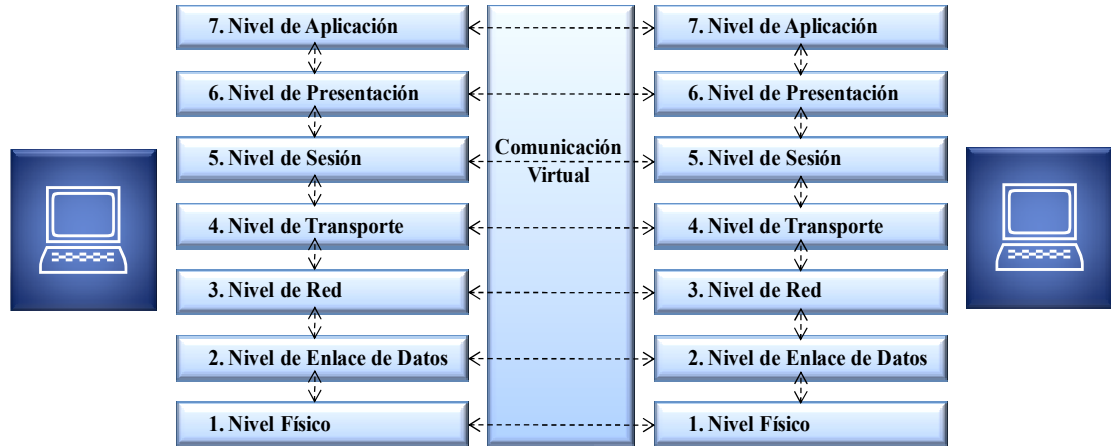 7. Nivel de Aplicación
6. Nivel de Presentación
5. Nivel de Sesión
4. Nivel de Transporte
3. Nivel de Red
2. Nivel de Enlace de Datos
1. Nivel Físico
Comunicación
Virtual
7. Nivel de Aplicación
6. Nivel de Presentación
5. Nivel de Sesión
4. Nivel de Transporte
3. Nivel de Red
2. Nivel de Enlace de Datos
1. Nivel Físico